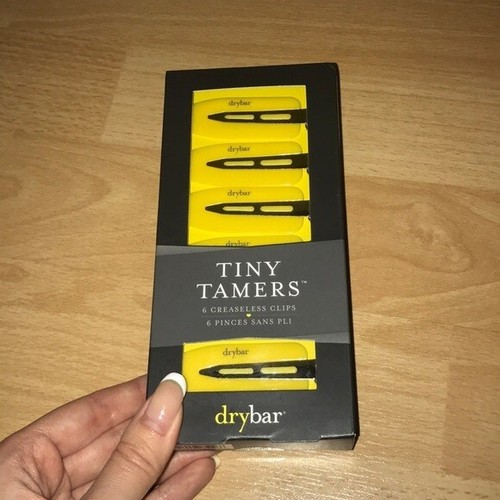 drybar
drybar
drybar
drybar
TINY
TAMERS™
6 CREASELESS CLIPS
6 PINCES SANS PLI
drybar
drybar®